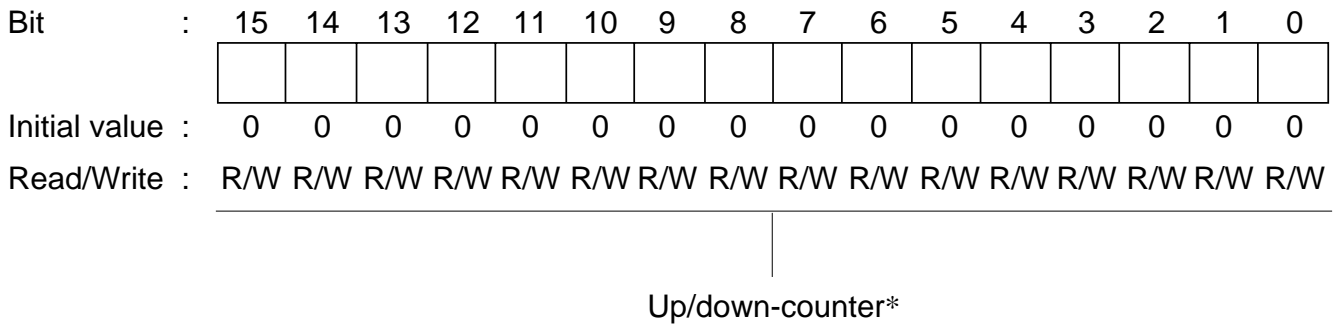 Bit : 15 14 13 12 11 10 9 8 7 6 5 4 3 2 1 0
Initial value : 0 0 0 0 0 0 0 0 0 0 0 0 0 0 0 0
Read/Write : R/W R/W R/W R/W R/W R/W R/W R/W R/W R/W R/W R/W R/W R/W R/W R/W
Up/down-counter*